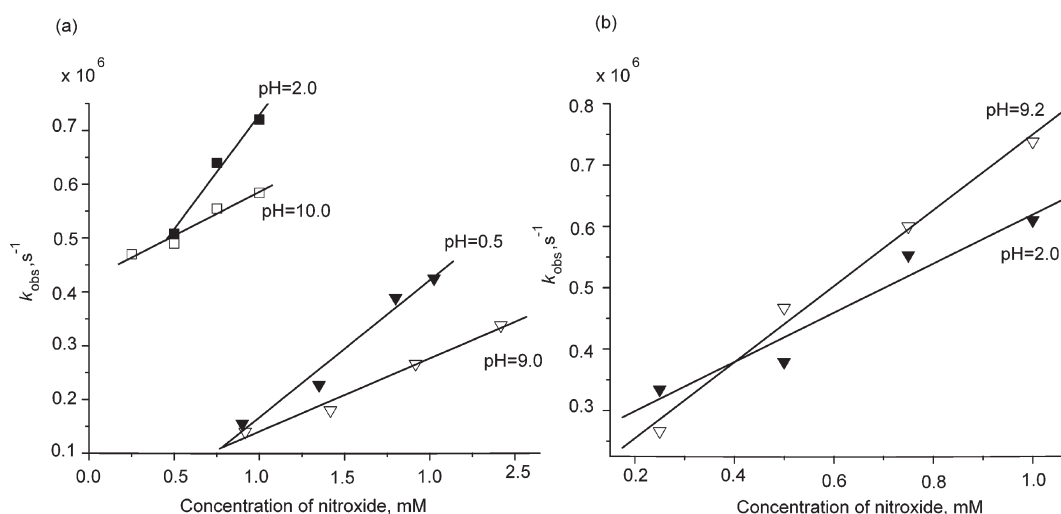 (a)
x 10^6
0.7
0.6
0.5
0.4
0.3
0.2
0.1
k_obs, s^-1
pH=2.0
pH=10.0
pH=0.5
pH=9.0
0.0 0.5 1.0 1.5 1.0 2.5
Concentration of nitroxide, mM
(b)
x 10^6
0.8
0.7
0.6
0.5
0.4
0.3
k_obs, s^-1
pH=9.2
pH=2.0
0.2 0.4 0.6 0.8 1.0
Concentration of nitroxide, mM